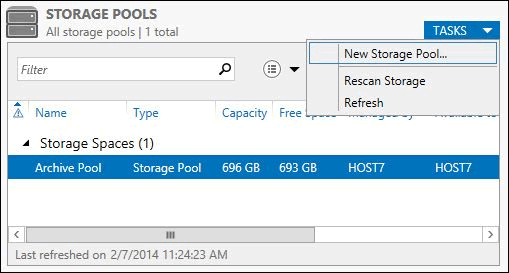 STORAGE POOLS
All storage pools | 1 total
TASKS
New Storage Pool...
Rescan Storage
Refresh
Filter
Name Type Capacity Free Space Managed by Available to
Storage Spaces (1)
Archive Pool Storage Pool 696 GB 693 GB HOST7 HOST7
Last refreshed on 2/7/2014 11:24:23 AM